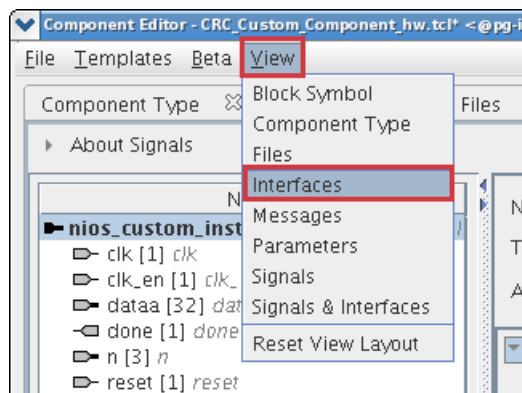 Component Editor - CRC_Custom_Component_hw.tcl* <@pg-i
File Templates Beta View
Component Type Files
About Signals
Block Symbol
Component Type
Files
Interfaces
Messages
Parameters
Signals
Signals & Interfaces
Reset View Layout
N
nios_custom_inst
clk [1] clk
clk_en [1] clk_
dataa [32] dat
done [1] done
n [3] n
reset [1] reset
N
T
A